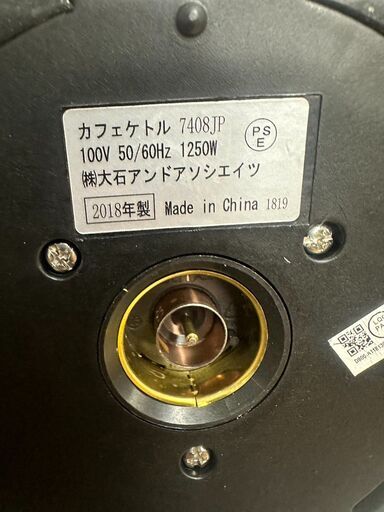 カフェケトル 7408JP
100V 50/60Hz 1250W
㈱大石アンドアソシエイツ
2018年製 Made in China 1819
PS
E